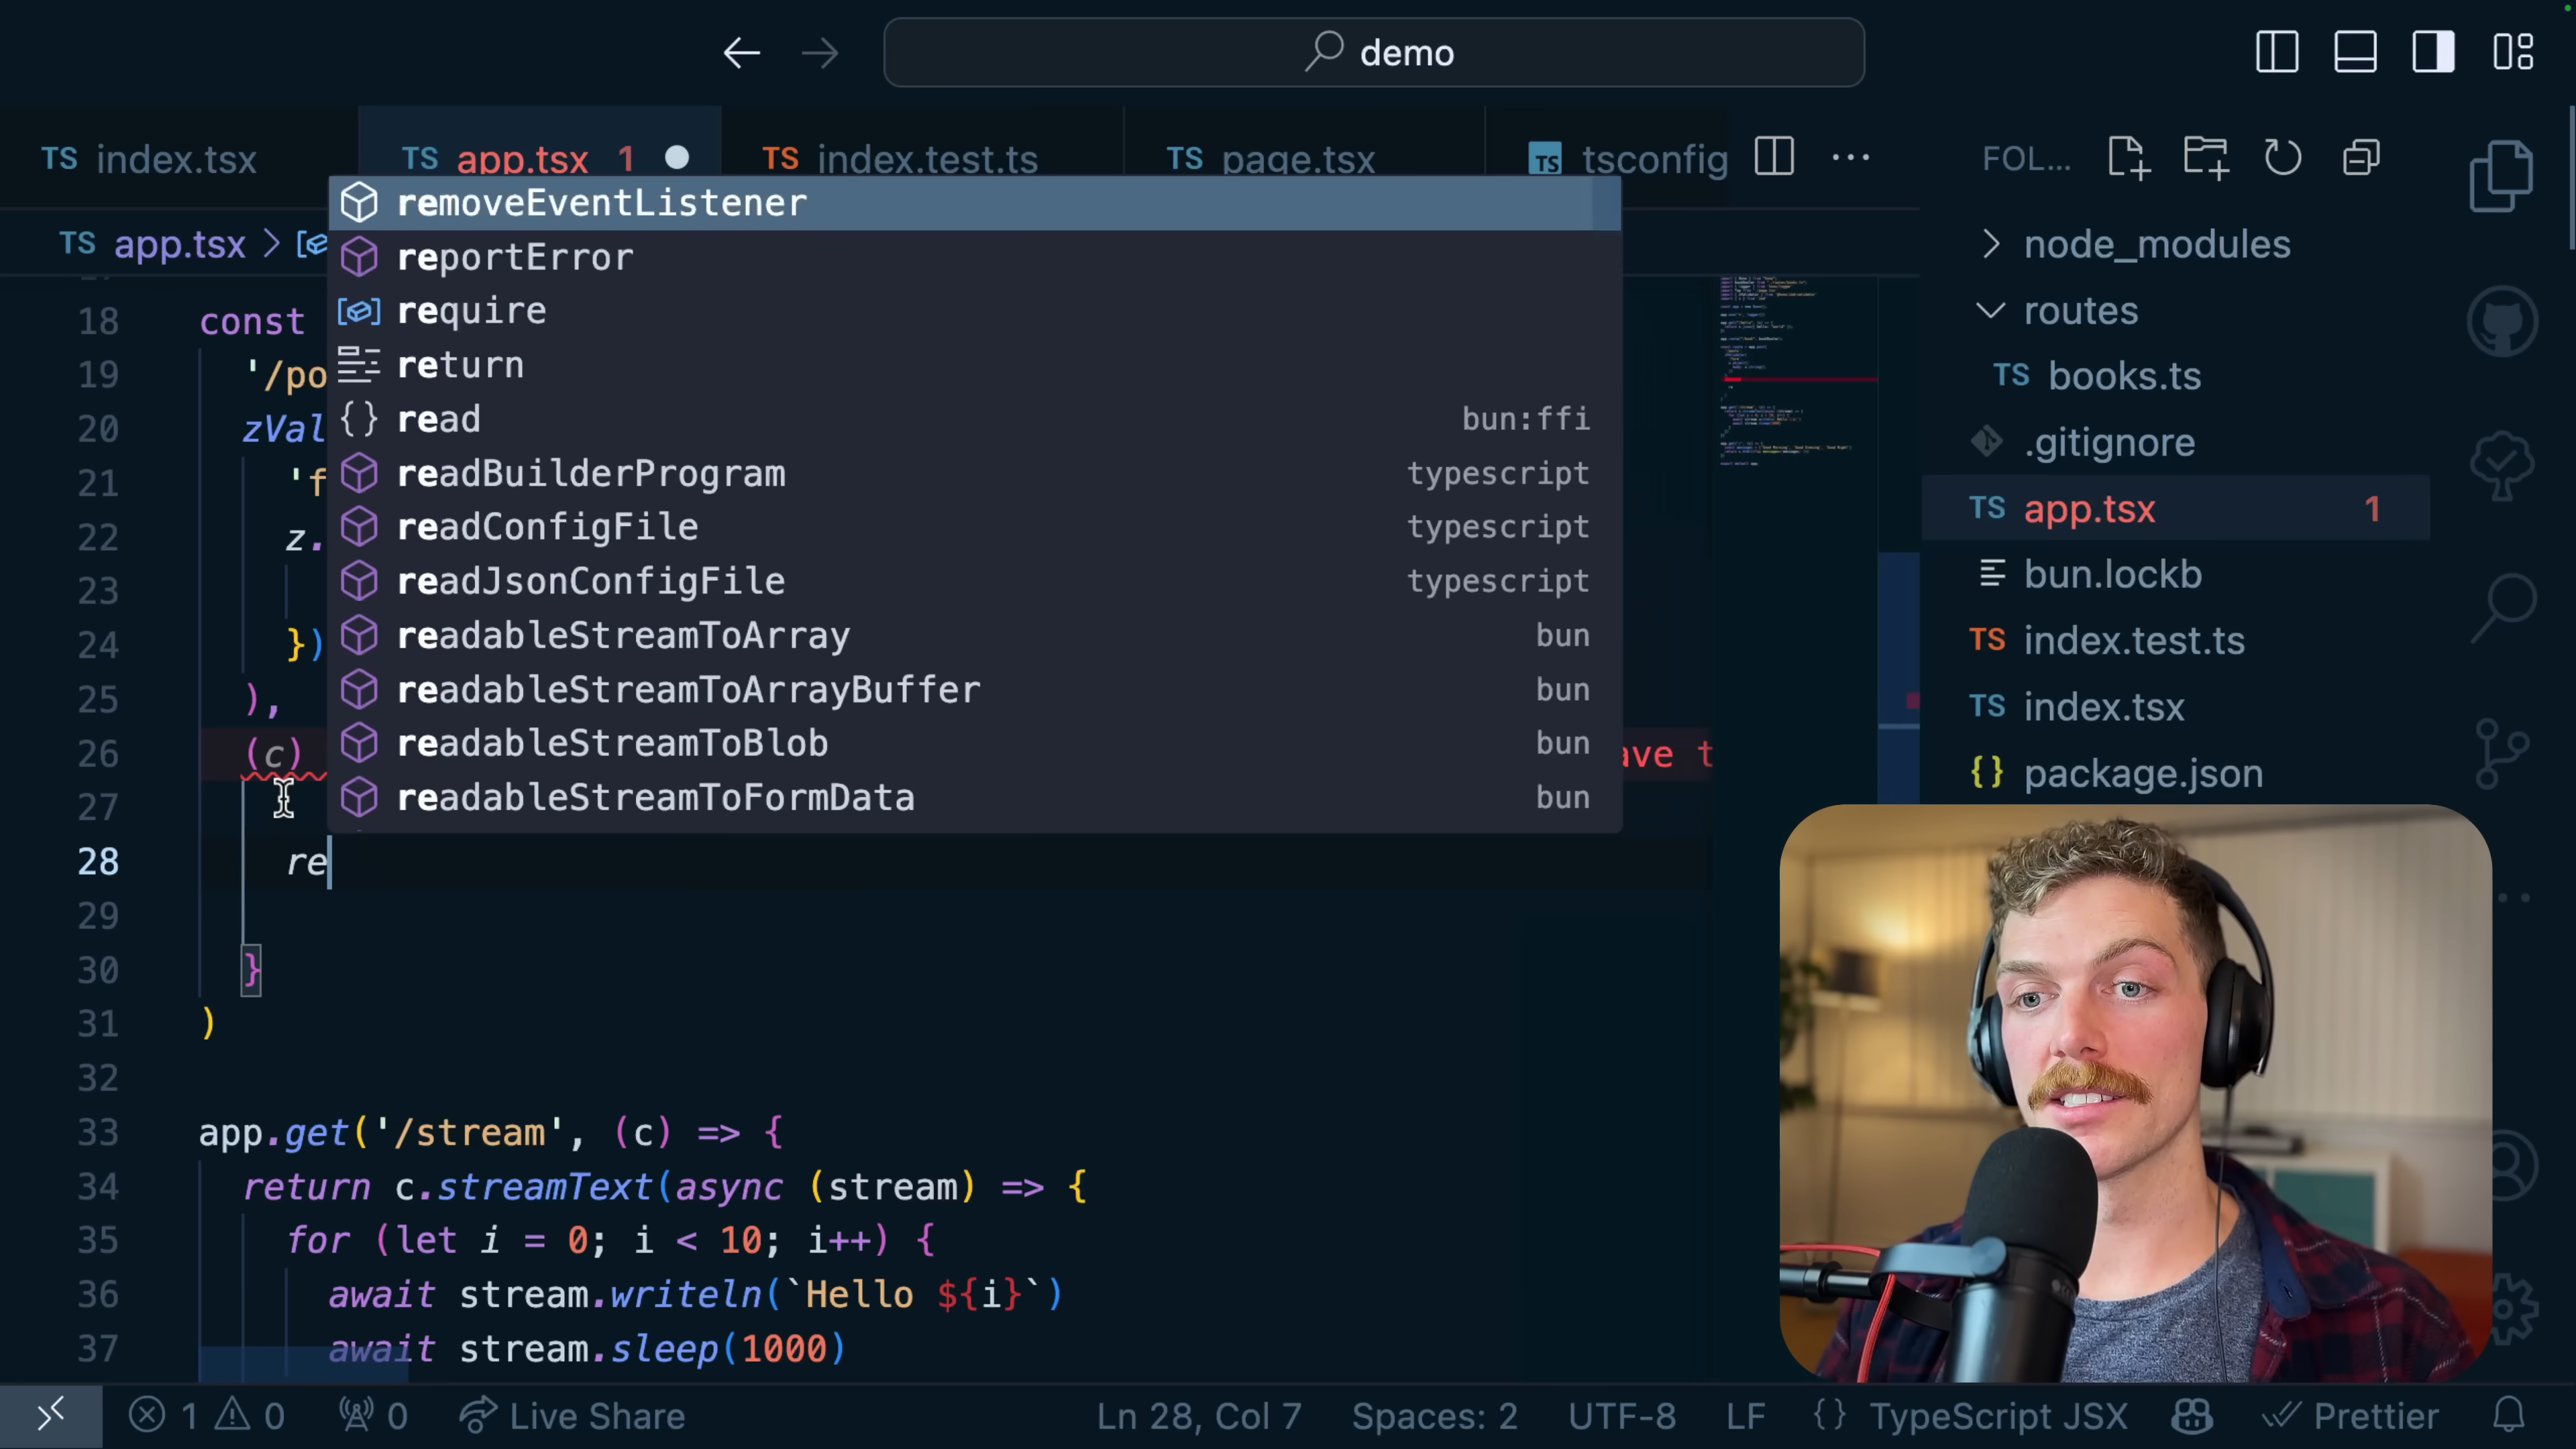 demo
TS index.tsx
TS app.tsx 1
TS index.test.ts
TS page.tsx
TS tsconfig
FOL...
TS app.tsx >
removeEventListener
reportError
require
return
read bun:ffi
readBuilderProgram typescript
readConfigFile typescript
readJsonConfigFile typescript
readableStreamToArray bun
readableStreamToArrayBuffer bun
readableStreamToBlob bun
readableStreamToFormData bun
18 const
19 '/po
20 zVal
21 'f
22 z.
23
24 })
25 ),
26 (c) ave t
27
28 re
29
30 }
31 )
32
33 app.get('/stream', (c) => {
34 return c.streamText(async (stream) => {
35 for (let i = 0; i < 10; i++) {
36 await stream.writeln(`Hello ${i}`)
37 await stream.sleep(1000)
node_modules
routes
TS books.ts
.gitignore
TS app.tsx 1
bun.lockb
TS index.test.ts
TS index.tsx
{} package.json
1 0 0 Live Share Ln 28, Col 7 Spaces: 2 UTF-8 LF {} TypeScript JSX Prettier